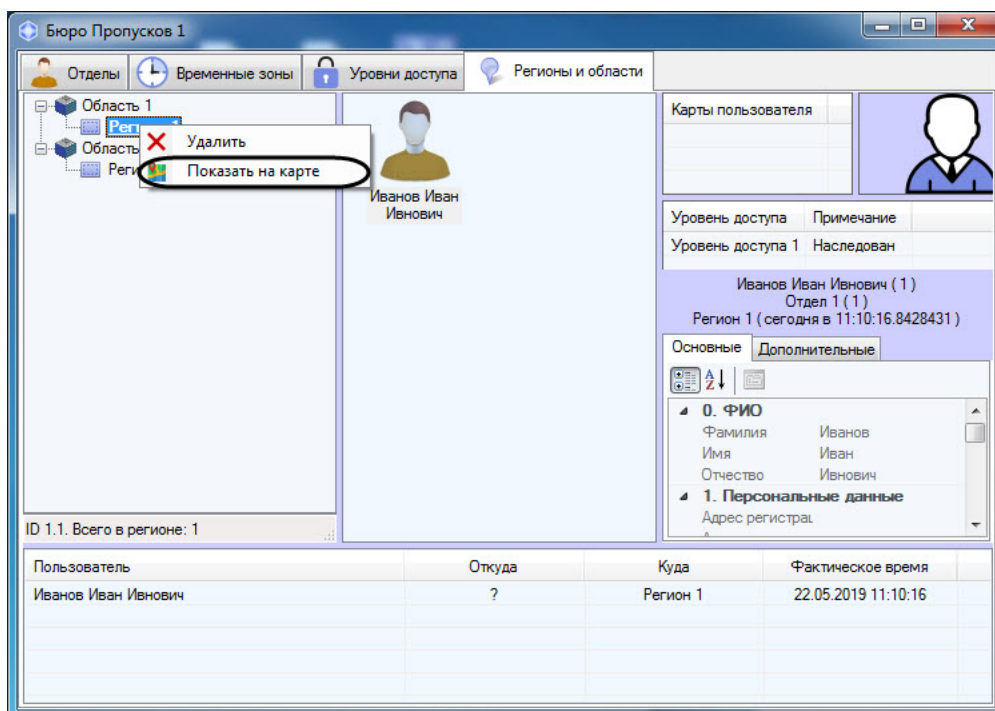 Бюро Пропусков 1
Отделы
Временные зоны
Уровни доступа
Регионы и области
Область 1
Удалить
Область
Показать на карте
Иванов Иван
Ивнович
ID 1.1. Всего в регионе: 1
Карты пользователя
Уровень доступа Примечание
Уровень доступа 1 Наследован
Иванов Иван Ивнович ( 1 )
Отдел 1 ( 1 )
Регион 1 ( сегодня в 11:10:16.8428431 )
Основные Дополнительные
0. ФИО
Фамилия Иванов
Имя Иван
Отчество Ивнович
1. Персональные данные
Адрес регистрац
Пользователь Откуда Куда Фактическое время
Иванов Иван Ивнович ? Регион 1 22.05.2019 11:10:16